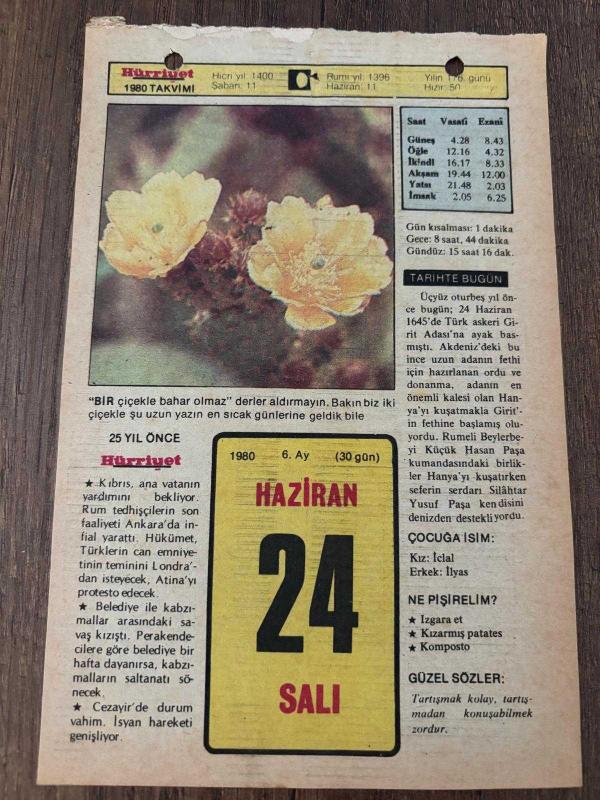 Hürriyet
1980 TAKVİMİ
Hicri yıl: 1400
Şaban: 11
Rumi yıl: 1396
Haziran: 11
Yılın 176. günü
Hızır: 50
Saat Vasatî Ezanî
Güneş 4.28 8.43
Öğle 12.16 4.32
İkindi 16.17 8.33
Akşam 19.44 12.00
Yatsı 21.48 2.03
İmsak 2.05 6.25
Gün kısalması: 1 dakika
Gece: 8 saat, 44 dakika
Gündüz: 15 saat 16 dak.
"BİR çiçekle bahar olmaz" derler aldırmayın. Bakın biz iki
çiçekle şu uzun yazın en sıcak günlerine geldik bile
25 YIL ÖNCE
Hürriyet
★ Kıbrıs, ana vatanın
yardımını bekliyor.
Rum tedhişçilerin son
faaliyeti Ankara'da in-
fial yarattı. Hükümet,
Türklerin can emniye-
tinin teminini Londra'-
dan isteyecek, Atina'yı
protesto edecek.
★ Belediye ile kabzı-
mallar arasındaki sa-
vaş kızıştı. Perakende-
cilere göre belediye bir
hafta dayanırsa, kabzı-
malların saltanatı sö-
necek.
★ Cezayir'de durum
vahim. İsyan hareketi
genişliyor.
1980 6. Ay (30 gün)
HAZİRAN
24
SALI
TARİHTE BUGÜN
Üçyüz oturbeş yıl ön-
ce bugün; 24 Haziran
1645'de Türk askeri Gi-
rit Adası'na ayak bas-
mıştı. Akdeniz'deki bu
ince uzun adanın fethi
için hazırlanan ordu ve
donanma, adanın en
önemli kalesi olan Han-
ya'yı kuşatmakla Girit'-
in fethine başlamış olu-
yordu. Rumeli Beylerbe-
yi Küçük Hasan Paşa
kumandasındaki birlik-
ler Hanya'yı kuşatırken
seferin serdarı Silâhtar
Yusuf Paşa kendisini
denizden destekliyordu.
ÇOCUĞA İSİM:
Kız: İclal
Erkek: İlyas
NE PİŞİRELİM?
★ Izgara et
★ Kızarmış patates
★ Komposto
GÜZEL SÖZLER:
Tartışmak kolay, tartış-
madan konuşabilmek
zordur.